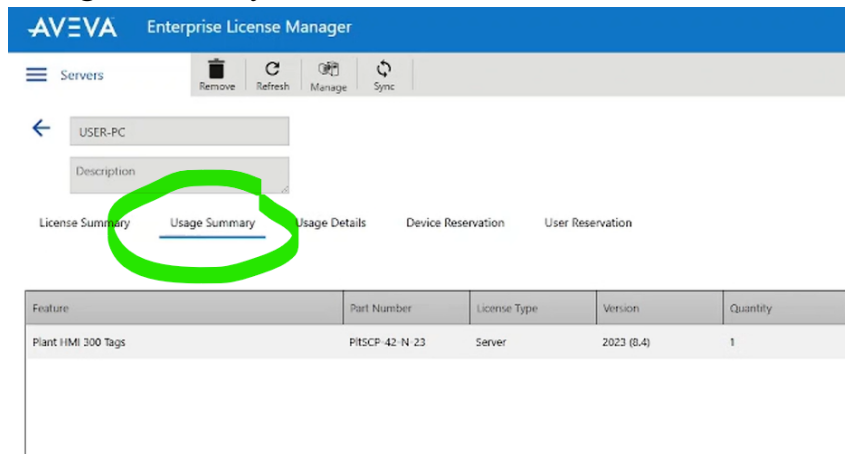 AVEVA Enterprise License Manager
Servers Remove Refresh Manage Sync
USER-PC
Description
License Summary Usage Summary Usage Details Device Reservation User Reservation
Feature Part Number License Type Version Quantity
Plant HMI 300 Tags PltSCP-42-N-23 Server 2023 (8.4) 1